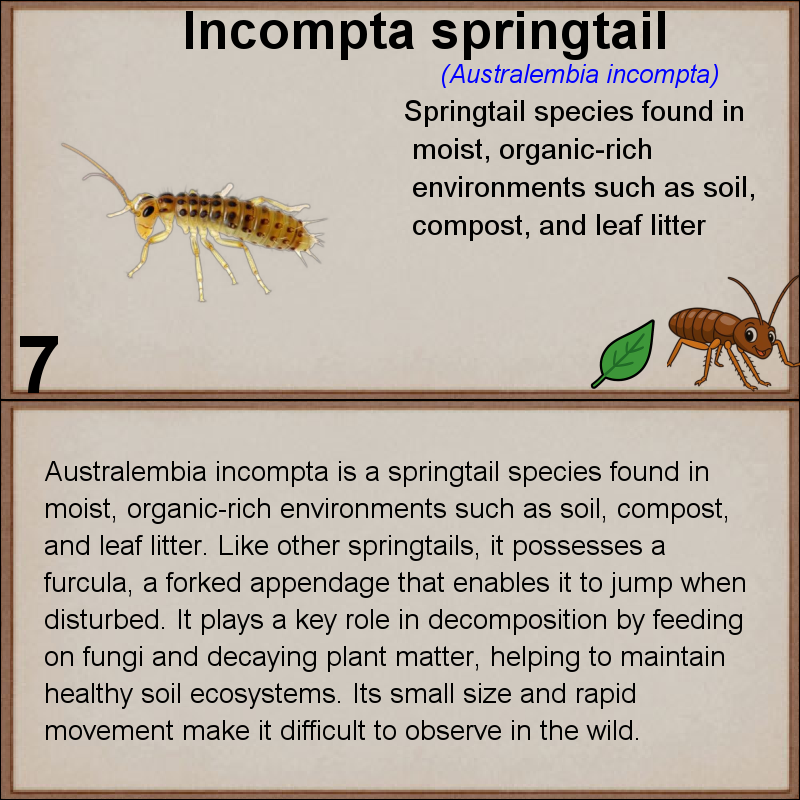 Incompta springtail
(Australembia incompta)
Springtail species found in
moist, organic-rich
environments such as soil,
compost, and leaf litter
7
Australembia incompta is a springtail species found in
moist, organic-rich environments such as soil, compost,
and leaf litter. Like other springtails, it possesses a
furcula, a forked appendage that enables it to jump when
disturbed. It plays a key role in decomposition by feeding
on fungi and decaying plant matter, helping to maintain
healthy soil ecosystems. Its small size and rapid
movement make it difficult to observe in the wild.